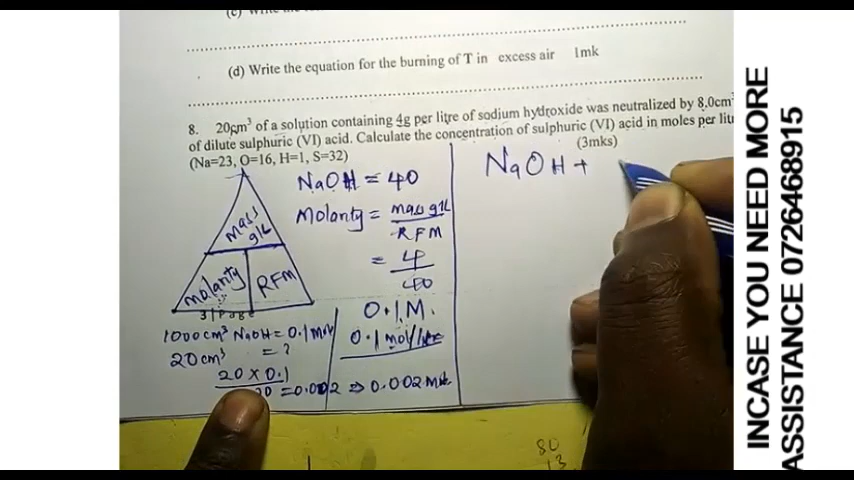 (d) Write the equation for the burning of T in excess air 1mk
8. 20cm³ of a solution containing 4g per litre of sodium hydroxide was neutralized by 8.0cm³
of dilute sulphuric (VI) acid. Calculate the concentration of sulphuric (VI) acid in moles per
(Na=23, O=16, H=1, S=32) (3mks)
NaOH = 40
Molarity = mass g/L
RFM
= 4
40
0.1M.
0.1 mol/litre
mass
g/L
molarity
RFM
3|Page
1000cm³ NaOH = 0.1 mol
20cm³ = ?
20 x 0.1
= 0.002 ⇒ 0.002 mol
NaOH +
80
13
INCASE YOU NEED MORE
ASSISTANCE 0726468915